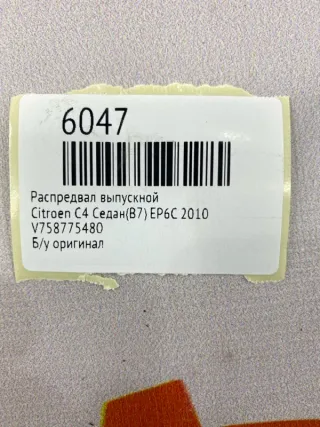 6047
Распредвал выпускной
Citroen C4 Седан(B7) EP6C 2010
V758775480
Б/у оригинал